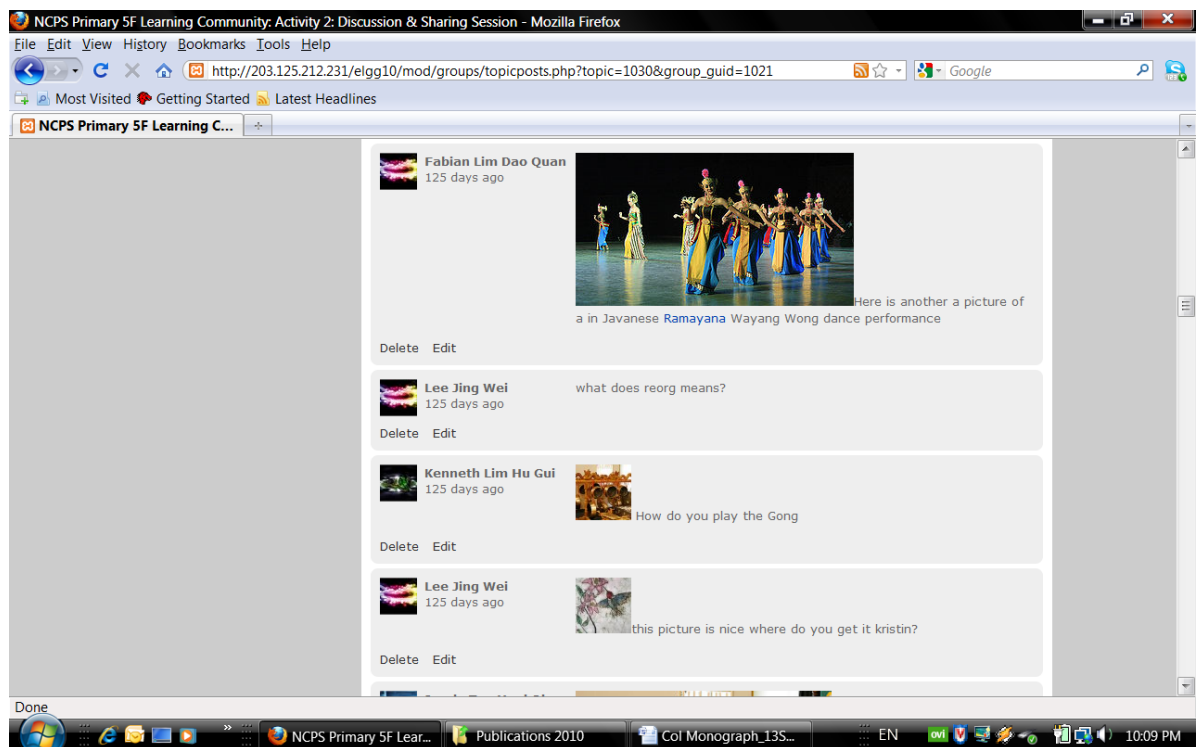 NCPS Primary 5F Learning Community: Activity 2: Discussion & Sharing Session - Mozilla Firefox
File Edit View History Bookmarks Tools Help
http://203.125.212.231/elgg10/mod/groups/topicposts.php?topic=1030&group_guid=1021
Google
Most Visited Getting Started Latest Headlines
NCPS Primary 5F Learning C...
Fabian Lim Dao Quan
125 days ago
Here is another a picture of
a in Javanese Ramayana Wayang Wong dance performance
Delete Edit
Lee Jing Wei
125 days ago
what does reorg means?
Delete Edit
Kenneth Lim Hu Gui
125 days ago
How do you play the Gong
Delete Edit
Lee Jing Wei
125 days ago
this picture is nice where do you get it kristin?
Delete Edit
Done
NCPS Primary 5F Lear...
Publications 2010
Col Monograph_13S...
EN
ovi
10:09 PM